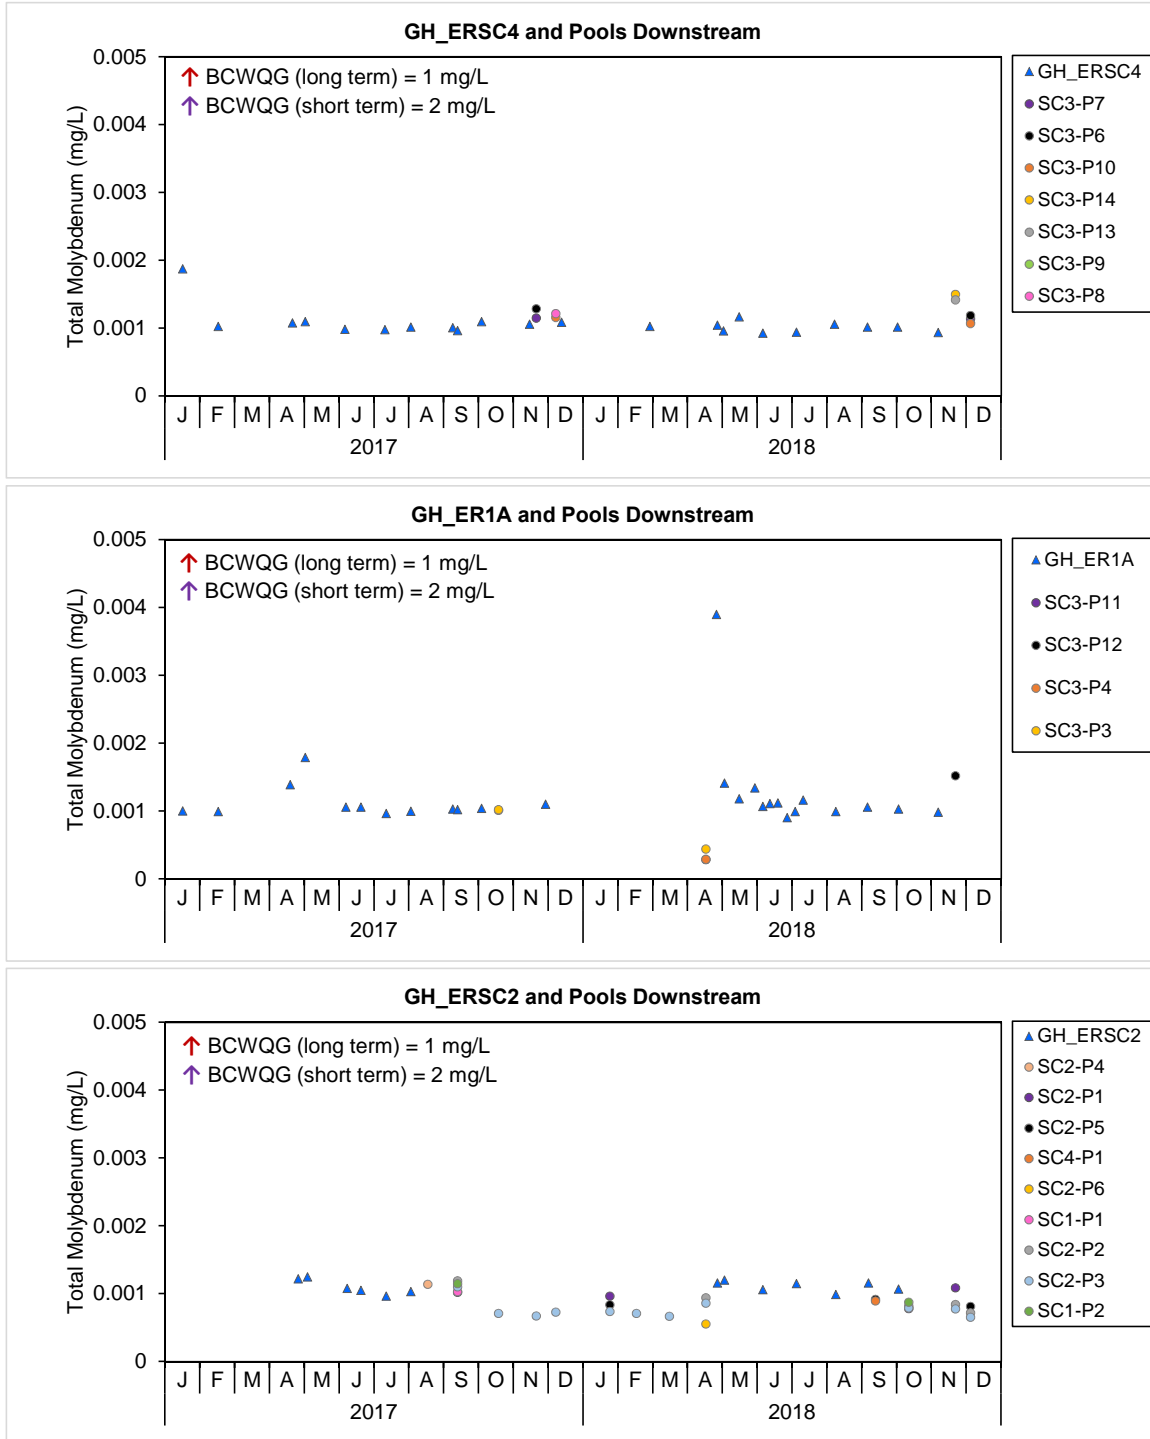 GH_ERSC4 and Pools Downstream
↑ BCWQG (long term) = 1 mg/L
↑ BCWQG (short term) = 2 mg/L
Total Molybdenum (mg/L)
0.005
0.004
0.003
0.002
0.001
0
J F M A M J J A S O N D J F M A M J J A S O N D
2017 2018
GH_ERSC4
SC3-P7
SC3-P6
SC3-P10
SC3-P14
SC3-P13
SC3-P9
SC3-P8
GH_ER1A and Pools Downstream
↑ BCWQG (long term) = 1 mg/L
↑ BCWQG (short term) = 2 mg/L
Total Molybdenum (mg/L)
0.005
0.004
0.003
0.002
0.001
0
J F M A M J J A S O N D J F M A M J J A S O N D
2017 2018
GH_ER1A
SC3-P11
SC3-P12
SC3-P4
SC3-P3
GH_ERSC2 and Pools Downstream
↑ BCWQG (long term) = 1 mg/L
↑ BCWQG (short term) = 2 mg/L
Total Molybdenum (mg/L)
0.005
0.004
0.003
0.002
0.001
0
J F M A M J J A S O N D J F M A M J J A S O N D
2017 2018
GH_ERSC2
SC2-P4
SC2-P1
SC2-P5
SC4-P1
SC2-P6
SC1-P1
SC2-P2
SC2-P3
SC1-P2